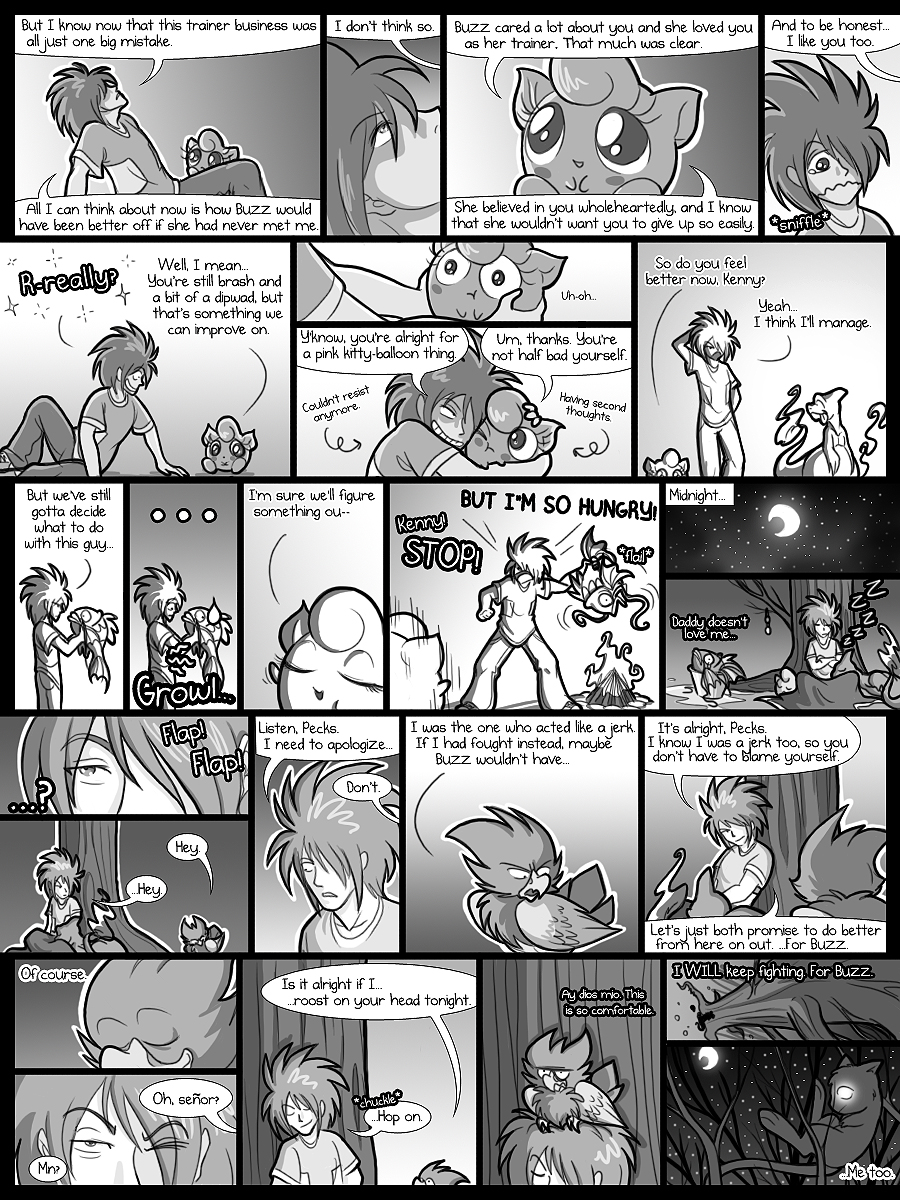 But I know now that this trainer business was
all just one big mistake.
All I can think about now is how Buzz would
have been better off if she had never met me.
I don't think so.
Buzz cared a lot about you and she loved you
as her trainer. That much was clear.
She believed in you wholeheartedly, and I know
that she wouldn't want you to give up so easily.
And to be honest...
I like you too.
*sniffle*
R-really?
Well, I mean...
You're still brash and
a bit of a dipwad, but
that's something we
can improve on.
Uh-oh...
Y'know, you're alright for
a pink kitty-balloon thing.
Um, thanks. You're
not half bad yourself.
Couldn't resist
anymore.
Having second
thoughts.
So do you feel
better now, Kenny?
Yeah...
I think I'll manage.
But we've still
gotta decide
what to do
with this guy...
...
Growl...
I'm sure we'll figure
something ou--
BUT I'M SO HUNGRY!
Kenny!
STOP!
*flail*
Midnight...
Daddy doesn't
love me...
Z Z Z Z Z Z
...?
Flap!
Flap!
Hey.
...Hey.
Listen, Pecks.
I need to apologize...
Don't.
I was the one who acted like a jerk.
If I had fought instead, maybe
Buzz wouldn't have...
It's alright, Pecks.
I know I was a jerk too, so you
don't have to blame yourself.
Let's just both promise to do better
from here on out. ...For Buzz.
Of course.
Oh, señor?
Mn?
Is it alright if I...
...roost on your head tonight.
*chuckle*
...Hop on.
Ay dios mio. This
is so comfortable.
I WILL keep fighting. For Buzz.
...Me too.